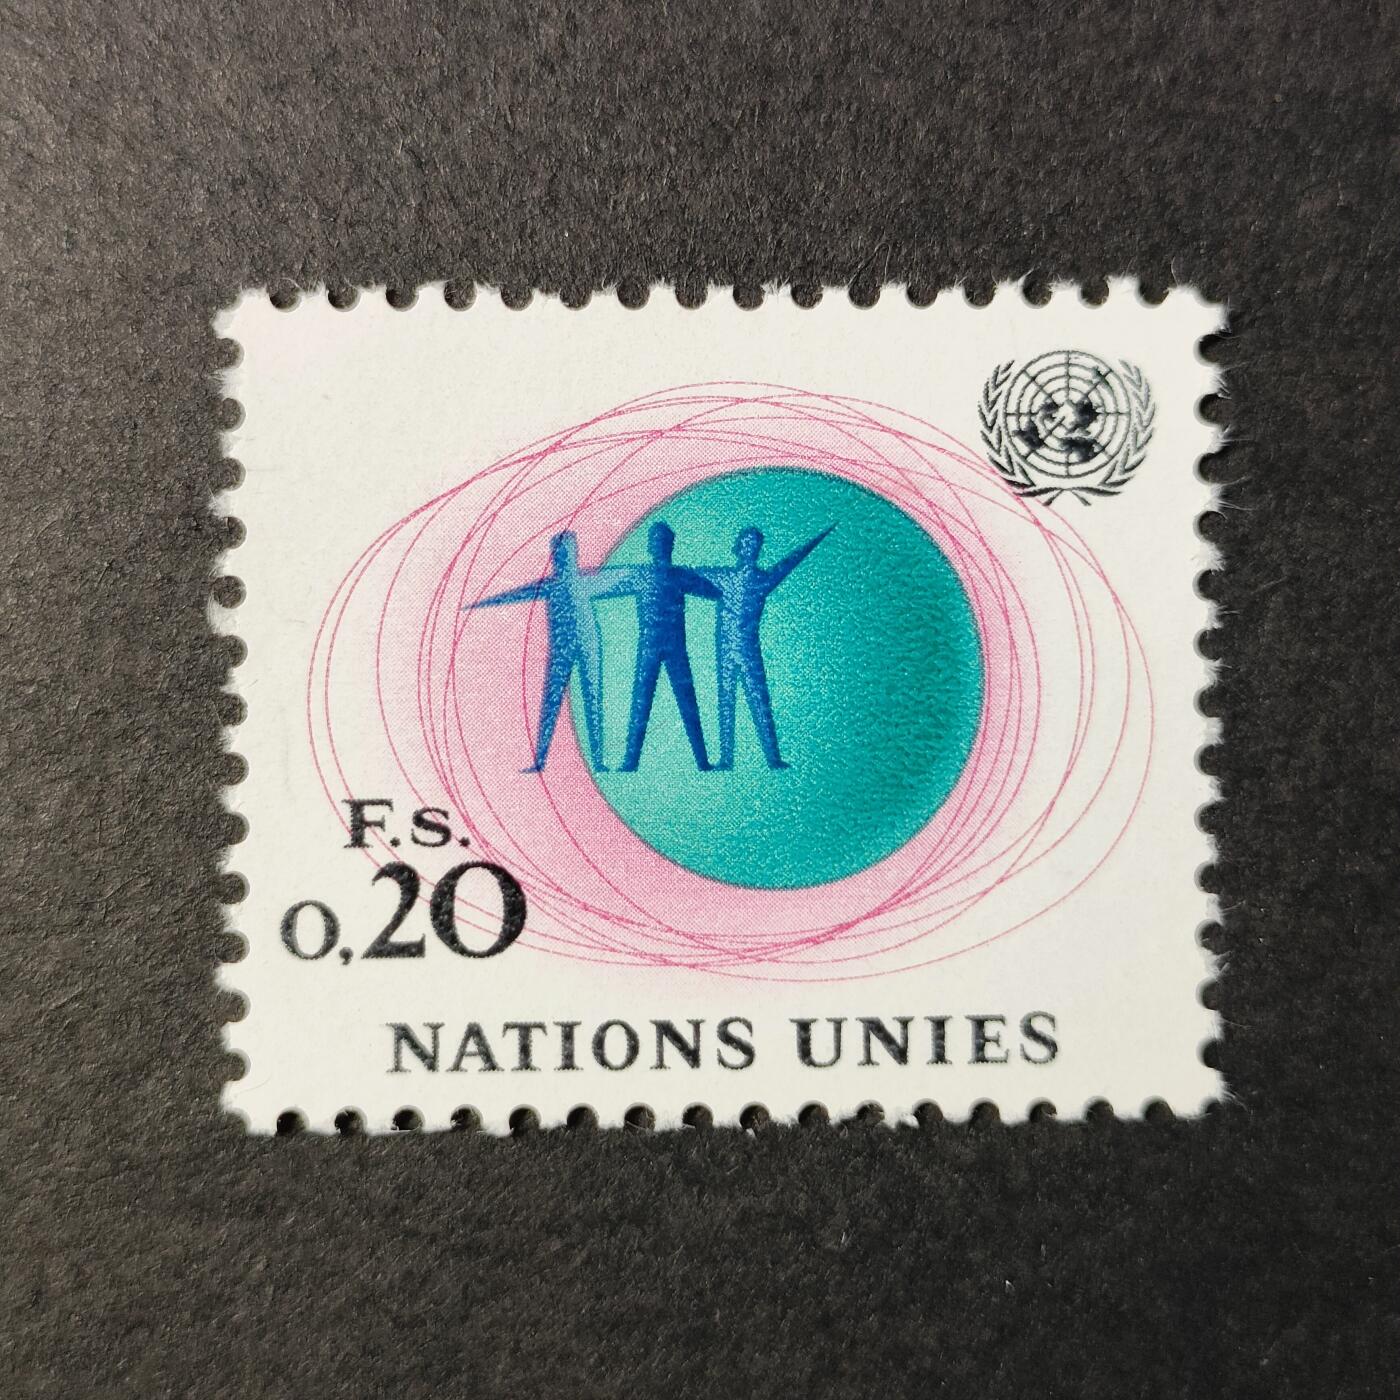 F.s.
0,20
NATIONS UNIES